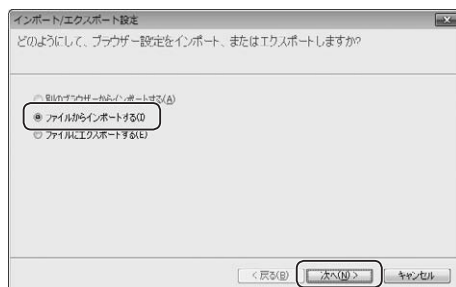 インポート/エクスポート設定
どのようにして、ブラウザー設定をインポート、またはエクスポートしますか?
別のブラウザーからインポートする(A)
ファイルからインポートする(I)
ファイルにエクスポートする(E)
< 戻る(B)
次へ(N) >
キャンセル